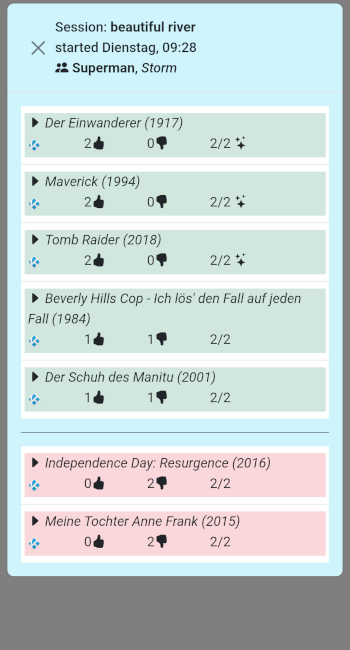 Session: beautiful river
started Dienstag, 09:28
Superman, Storm
Der Einwanderer (1917)
2 0 2/2
Maverick (1994)
2 0 2/2
Tomb Raider (2018)
2 0 2/2
Beverly Hills Cop - Ich lös' den Fall auf jeden
Fall (1984)
1 1 2/2
Der Schuh des Manitu (2001)
1 1 2/2
Independence Day: Resurgence (2016)
0 2 2/2
Meine Tochter Anne Frank (2015)
0 2 2/2